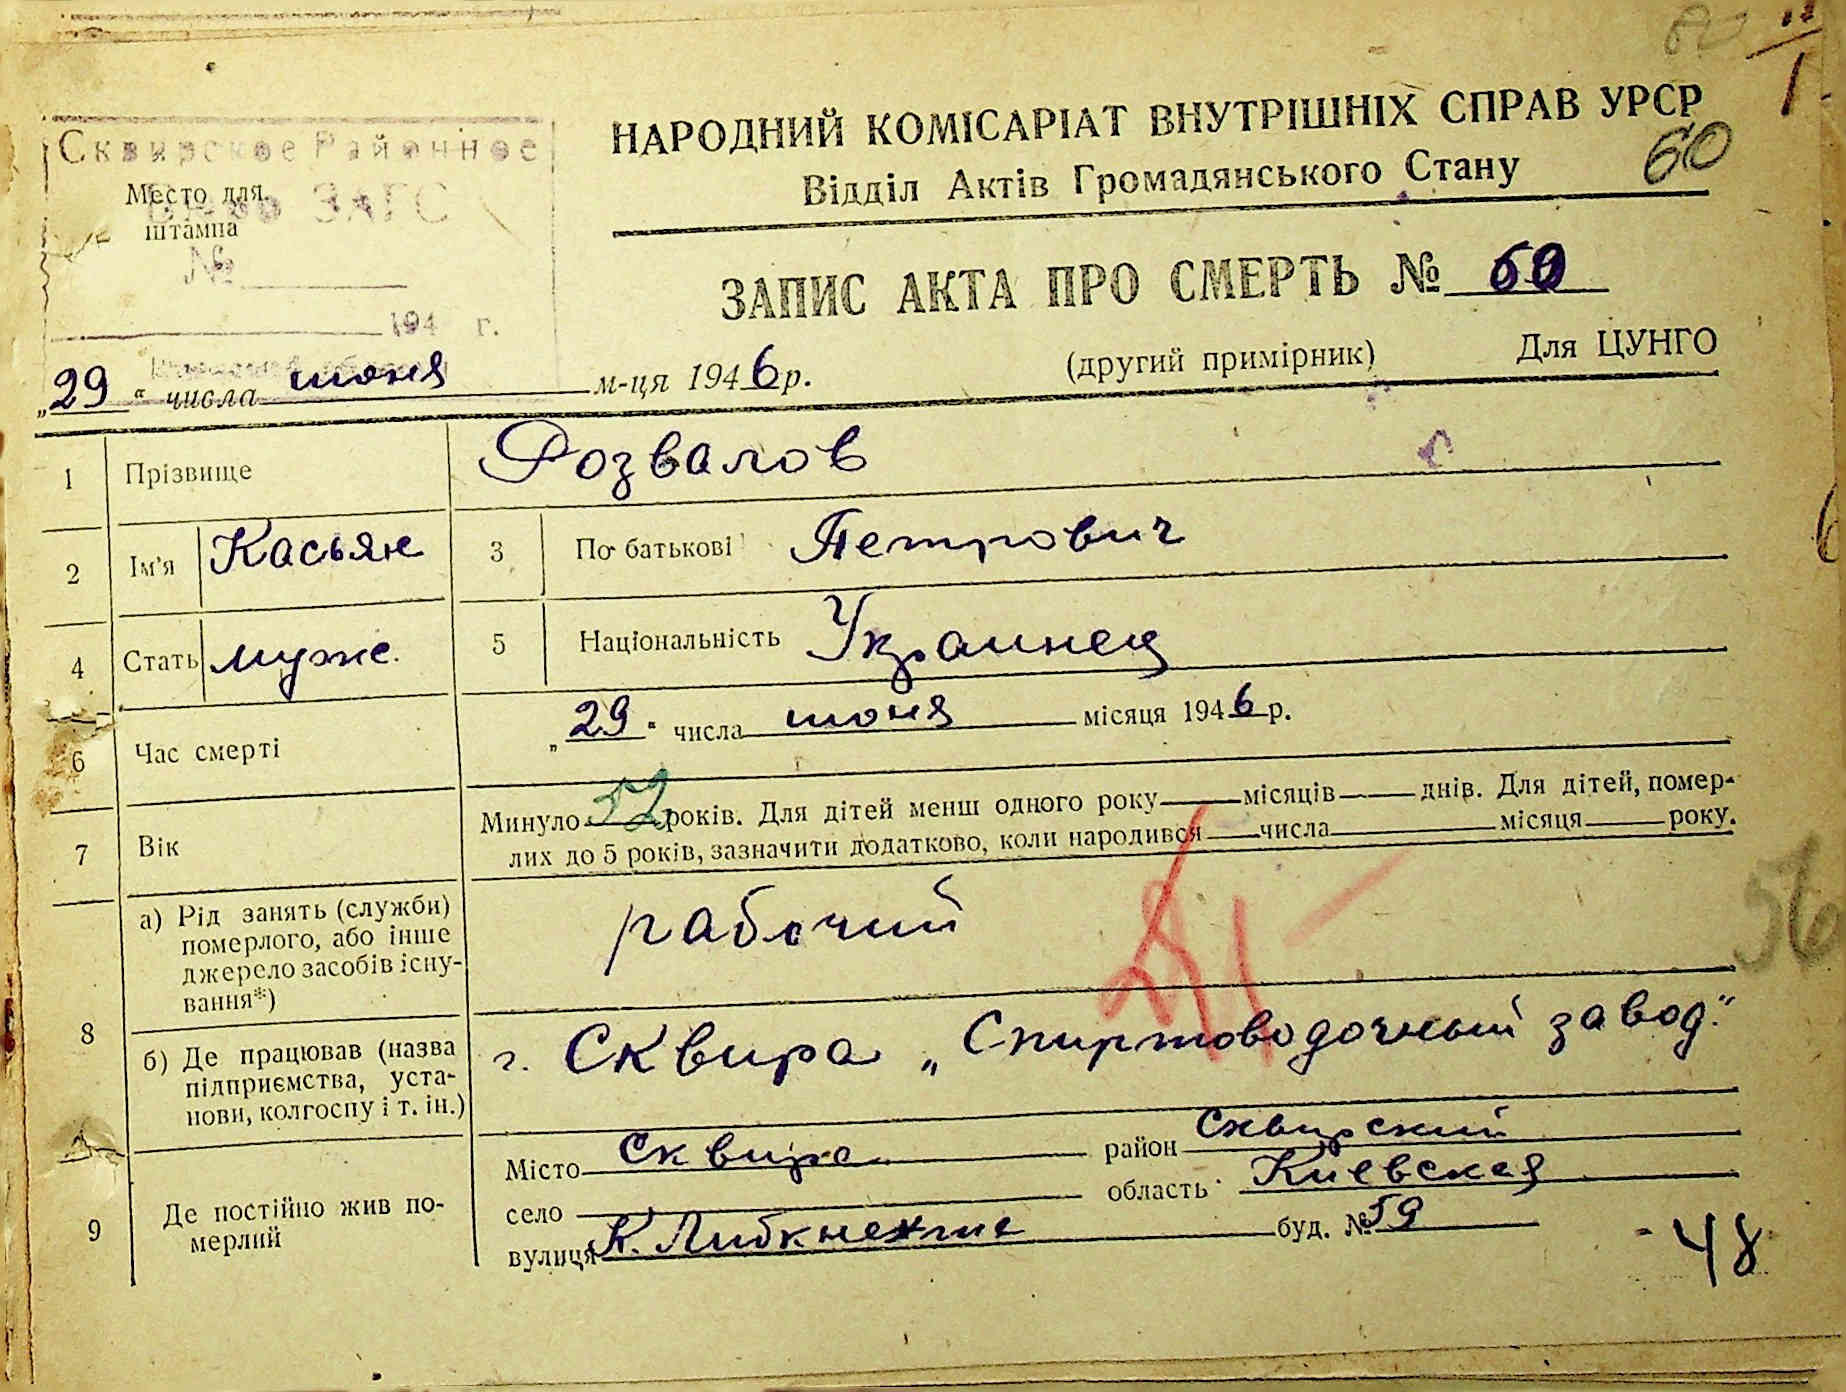 60
Сквирское Районное
Бюро ЗАГС
Место для
штампа
№
194 г.
НАРОДНИЙ КОМІСАРІАТ ВНУТРІШНІХ СПРАВ УРСР
60
Відділ Актів Громадянського Стану
ЗАПИС АКТА ПРО СМЕРТЬ № 60
„29“ числа июня м-ця 1946 р.
(другий примірник) Для ЦУНГО
1 Прізвище Розвалов
2 Ім'я Касьян 3 По батькові Петрович
4 Стать муже. 5 Національність Украинец
6 Час смерті „29“ числа июня місяця 1946 р.
7 Вік Минуло 52 років. Для дітей менш одного року місяців днів. Для дітей, помер-
лих до 5 років, зазначити додатково, коли народився числа місяця року.
8 а) Рід занять (служби)
померлого, або інше
джерело засобів існу-
вання*)
рабочий
56
б) Де працював (назва
підприємства, уста-
нови, колгоспу і т. ін.)
г. Сквира „Спиртоводочный завод."
9 Де постійно жив по-
мерлий
Місто Сквира район Сквирский
село область Киевская
вулиця К. Либкнехта буд. № 59
48